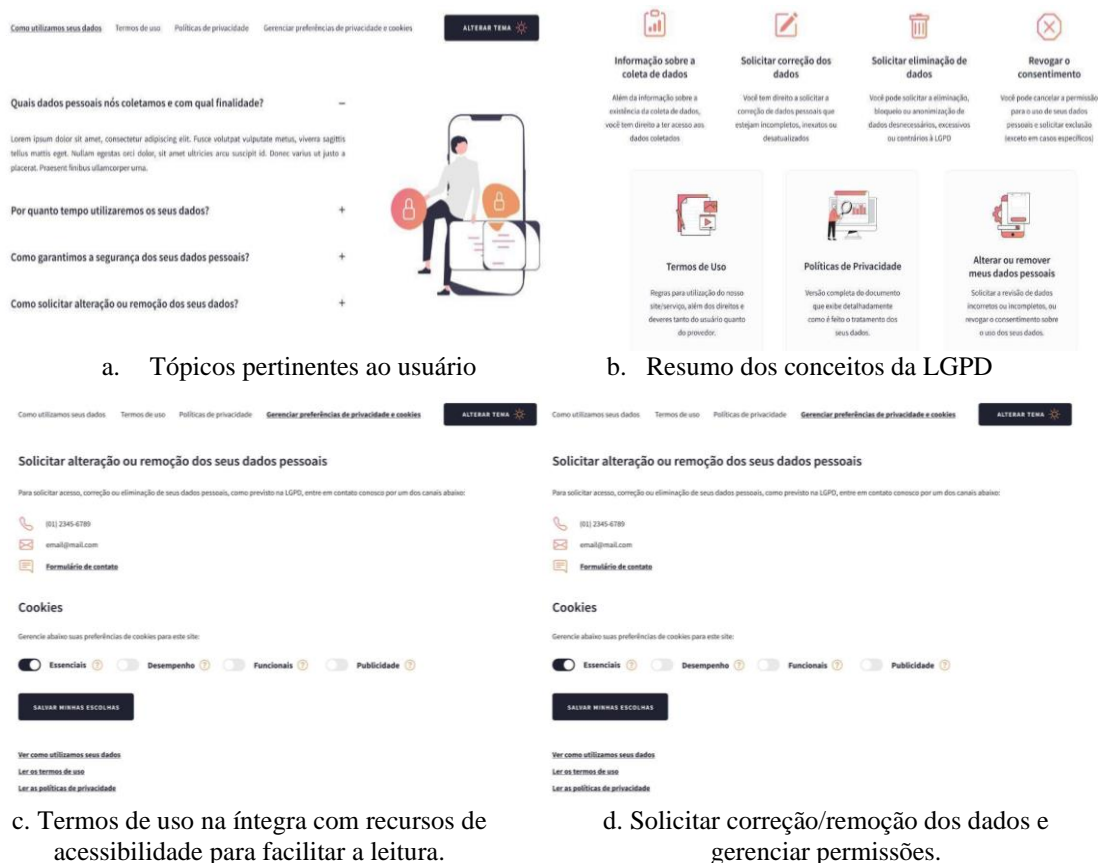 Como utilizamos seus dados Termos de uso Políticas de privacidade Gerenciar preferências de privacidade e cookies ALTERAR TEMA
Quais dados pessoais nós coletamos e com qual finalidade? −
Lorem ipsum dolor sit amet, consectetur adipiscing elit. Fusce volutpat vulputate metus, viverra sagittis
tellus mattis eget. Nullam egestas orci dolor, sit amet ultricies arcu suscipit id. Donec varius ut justo a
placerat. Praesent finibus ullamcorper urna.
Por quanto tempo utilizaremos os seus dados? +
Como garantimos a segurança dos seus dados pessoais? +
Como solicitar alteração ou remoção dos seus dados? +
a. Tópicos pertinentes ao usuário
Informação sobre a
coleta de dados
Além da informação sobre a
existência da coleta de dados,
você tem direito a ter acesso aos
dados coletados
Solicitar correção dos
dados
Você tem direito a solicitar a
correção de dados pessoais que
estejam incompletos, inexatos ou
desatualizados
Solicitar eliminação de
dados
Você pode solicitar a eliminação,
bloqueio ou anonimização de
dados desnecessários, excessivos
ou contrários à LGPD
Revogar o
consentimento
Você pode cancelar a permissão
para o uso de seus dados
pessoais e solicitar exclusão
(exceto em casos específicos)
Termos de Uso
Regras para utilização do nosso
site/serviço, além dos direitos e
deveres tanto do usuário quanto
do provedor.
Políticas de Privacidade
Versão completa do documento
que exibe detalhadamente
como é feito o tratamento dos
seus dados.
Alterar ou remover
meus dados pessoais
Solicitar a revisão de dados
incorretos ou incompletos, ou
revogar o consentimento sobre
o uso dos seus dados.
b. Resumo dos conceitos da LGPD
Como utilizamos seus dados Termos de uso Políticas de privacidade Gerenciar preferências de privacidade e cookies ALTERAR TEMA
Solicitar alteração ou remoção dos seus dados pessoais
Para solicitar acesso, correção ou eliminação de seus dados pessoais, como previsto na LGPD, entre em contato conosco por um dos canais abaixo:
(01) 2345-6789
email@mail.com
Formulário de contato
Cookies
Gerencie abaixo suas preferências de cookies para este site:
Essenciais ? Desempenho ? Funcionais ? Publicidade ?
SALVAR MINHAS ESCOLHAS
Ver como utilizamos seus dados
Ler os termos de uso
Ler as políticas de privacidade
c. Termos de uso na íntegra com recursos de
acessibilidade para facilitar a leitura.
Como utilizamos seus dados Termos de uso Políticas de privacidade Gerenciar preferências de privacidade e cookies ALTERAR TEMA
Solicitar alteração ou remoção dos seus dados pessoais
Para solicitar acesso, correção ou eliminação de seus dados pessoais, como previsto na LGPD, entre em contato conosco por um dos canais abaixo:
(01) 2345-6789
email@mail.com
Formulário de contato
Cookies
Gerencie abaixo suas preferências de cookies para este site:
Essenciais ? Desempenho ? Funcionais ? Publicidade ?
SALVAR MINHAS ESCOLHAS
Ver como utilizamos seus dados
Ler os termos de uso
Ler as políticas de privacidade
d. Solicitar correção/remoção dos dados e
gerenciar permissões.